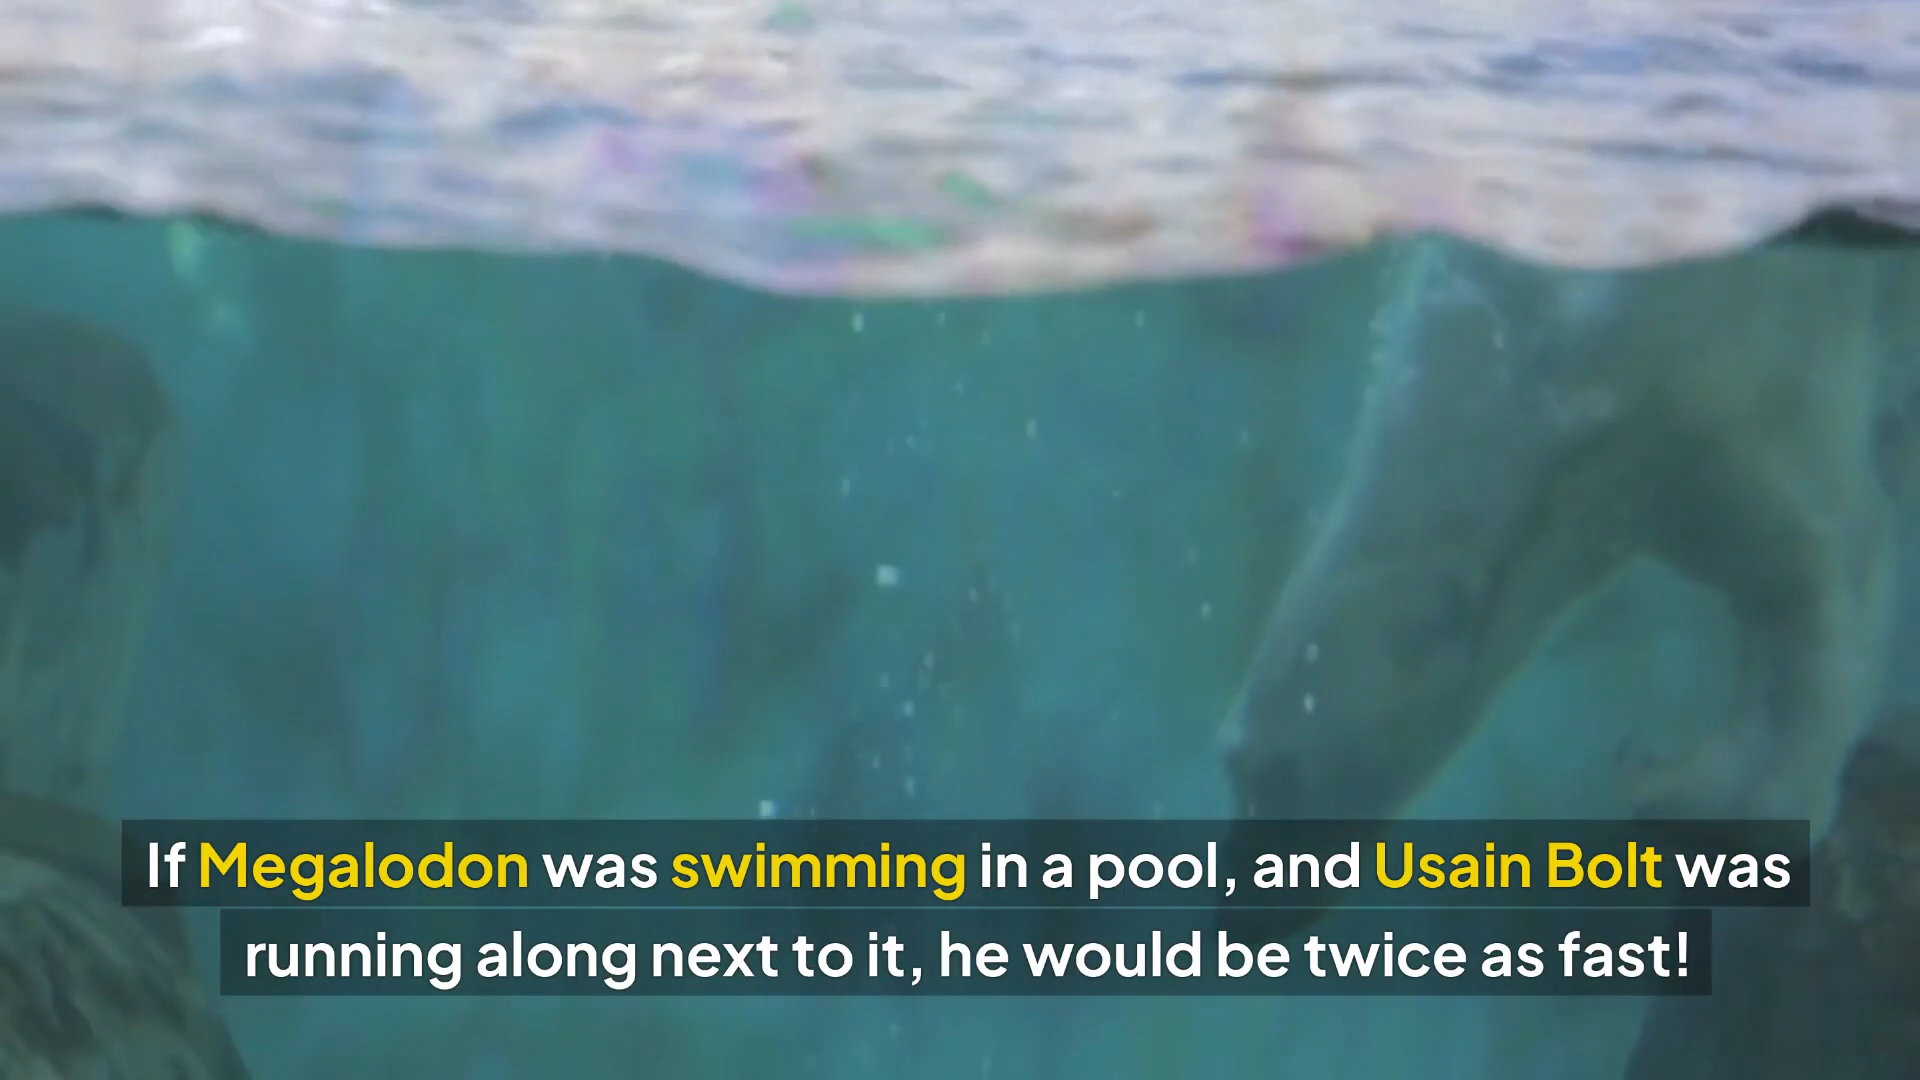 If Megalodon was swimming in a pool, and Usain Bolt was
running along next to it, he would be twice as fast!